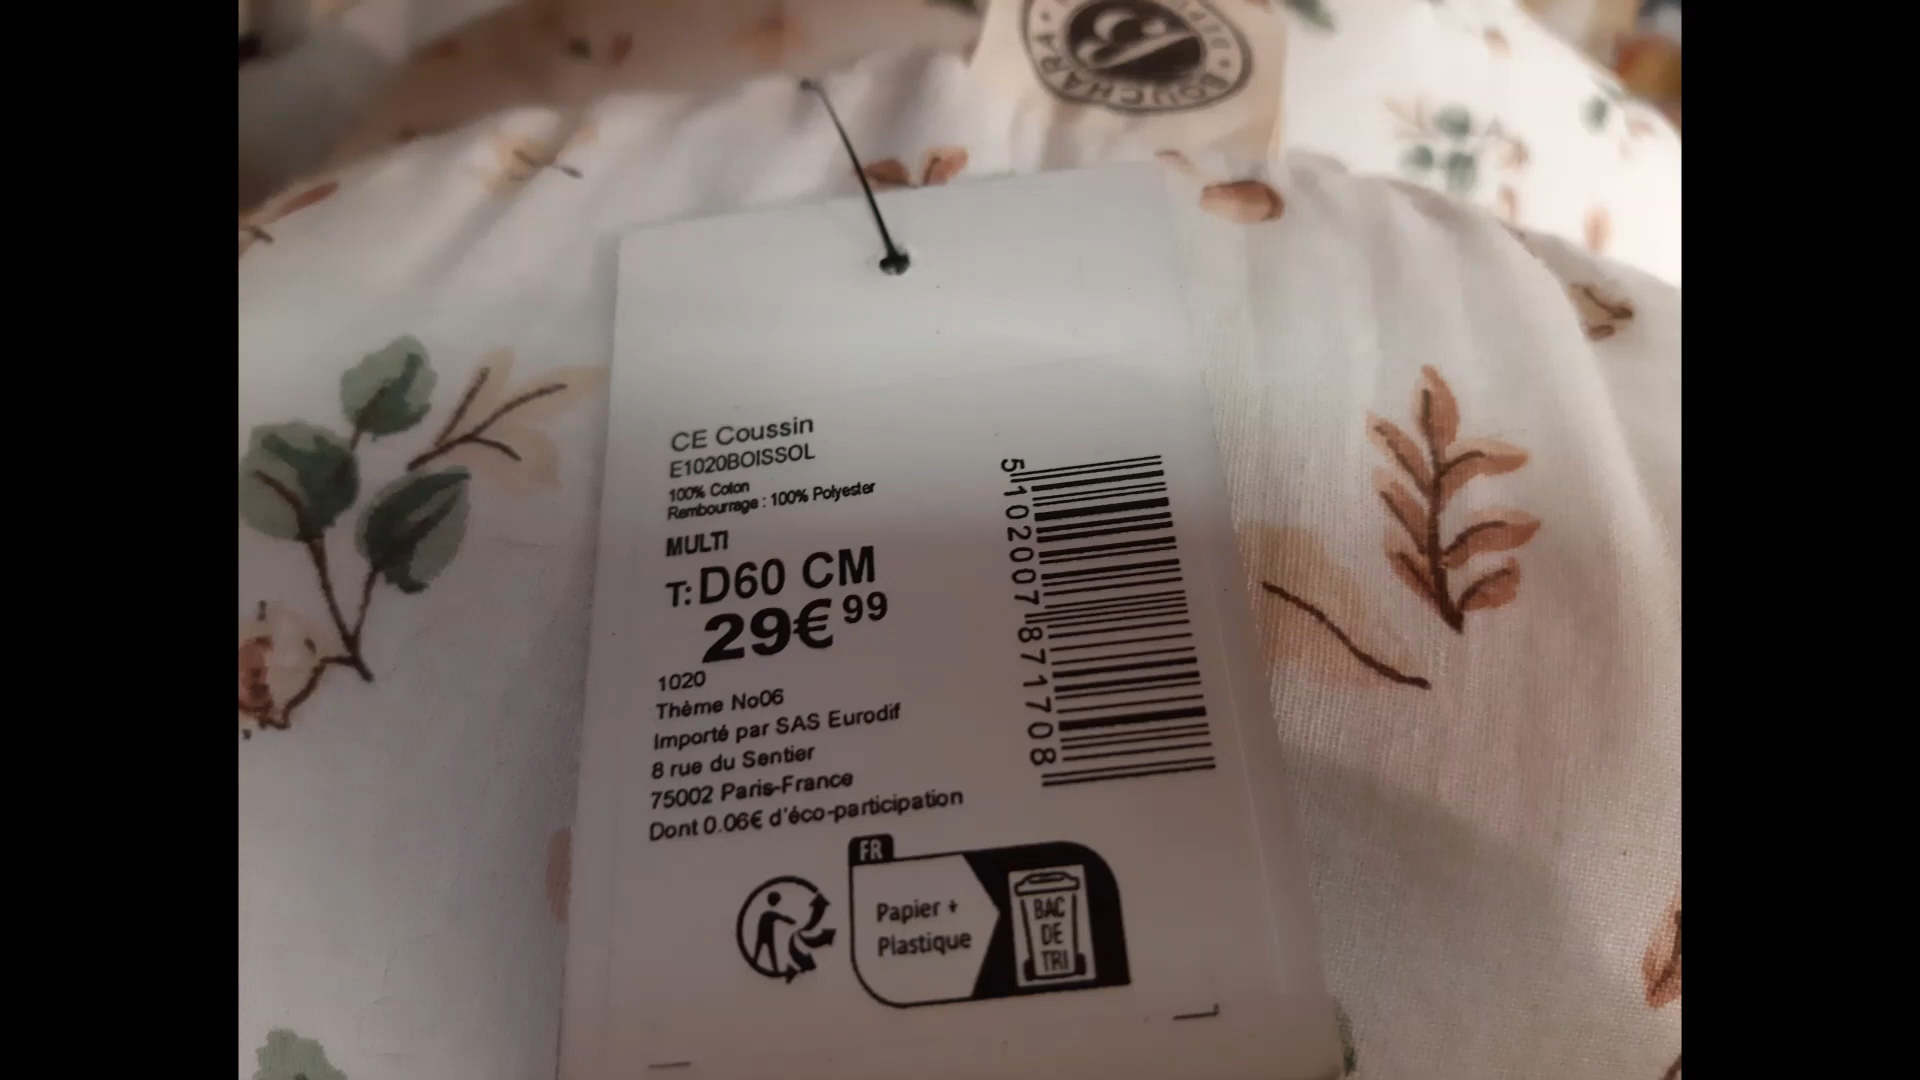 BOUCHARA
CE Coussin
E1020BOISSOL
100% Coton
Rembourrage : 100% Polyester
MULTI
T: D60 CM
29€99
1020
Thème No06
Importé par SAS Eurodif
8 rue du Sentier
75002 Paris-France
Dont 0.06€ d'éco-participation
5102007871708
FR
Papier +
Plastique
BAC
DE
TRI